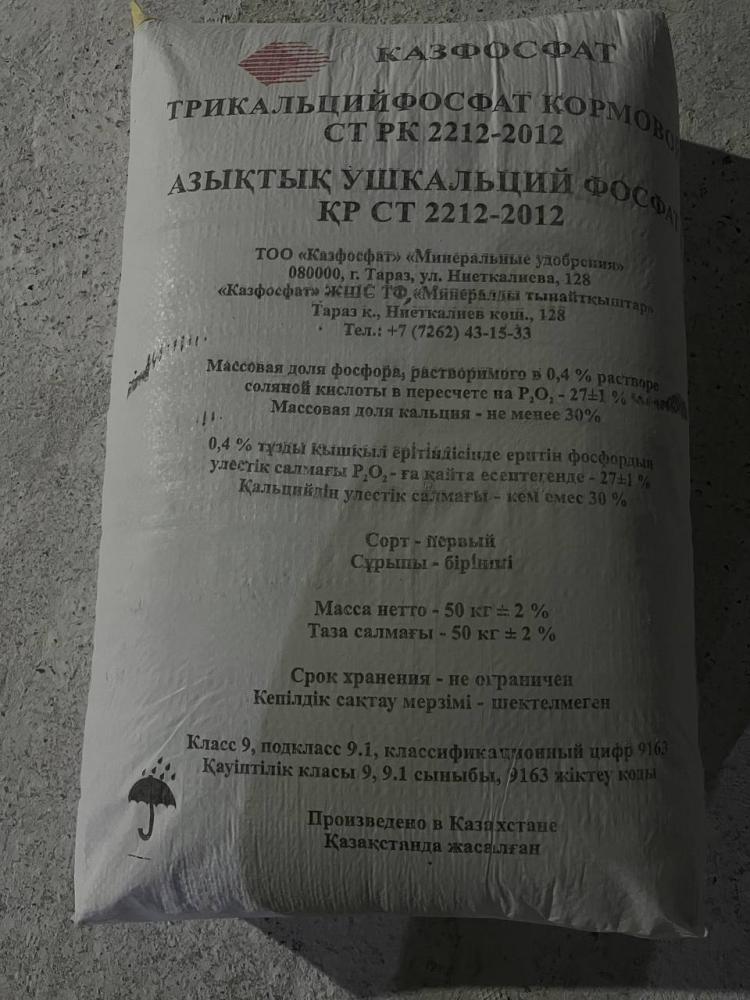 КАЗФОСФАТ
ТРИКАЛЬЦИЙФОСФАТ КОРМОВО
СТ РК 2212-2012
АЗЫҚТЫҚ ҮШКАЛЬЦИЙ ФОСФАТ
ҚР СТ 2212-2012
ТОО «Казфосфат» «Минеральные удобрения»
080000, г. Тараз, ул. Ниеткалиева, 128
«Казфосфат» ЖШС ТФ «Минералды тыңайтқыштар»
Тараз к., Ниеткалиев көш., 128
Тел.: +7 (7262) 43-15-33
Массовая доля фосфора, растворимого в 0,4 % растворе
соляной кислоты в пересчете на P₂O₅ - 27±1 %
Массовая доля кальция - не менее 30%
0,4 % тұзды қышқыл ерітіндісінде еритін фосфордың
үлестік салмағы P₂O₅ - ға қайта есептегенде - 27±1 %
Кальцийдің үлестік салмағы - кем емес 30 %
Сорт - первый
Сұрыпы - бірінші
Масса нетто - 50 кг ± 2 %
Таза салмағы - 50 кг ± 2 %
Срок хранения - не ограничен
Кепілдік сақтау мерзімі - шектелмеген
Класс 9, подкласс 9.1, классификационный цифр 9163
Қауіптілік класы 9, 9.1 сыныбы, 9163 жіктеу коды
Произведено в Казахстане
Қазақстанда жасалған